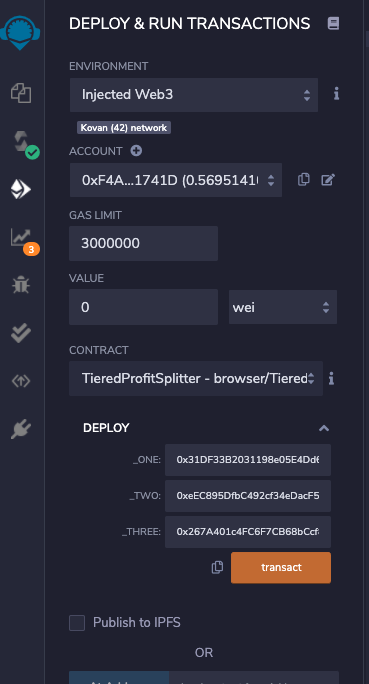 DEPLOY & RUN TRANSACTIONS
ENVIRONMENT
Injected Web3
Kovan (42) network
ACCOUNT
0xF4A...1741D (0.5695141
GAS LIMIT
3000000
VALUE
0
wei
CONTRACT
TieredProfitSplitter - browser/Tiered
3
DEPLOY
_ONE: 0x31DF33B2031198e05E4Dd
_TWO: 0xeEC895DfbC492cf34eDacF5
_THREE: 0x267A401c4FC6F7CB68bCcf
transact
Publish to IPFS
OR